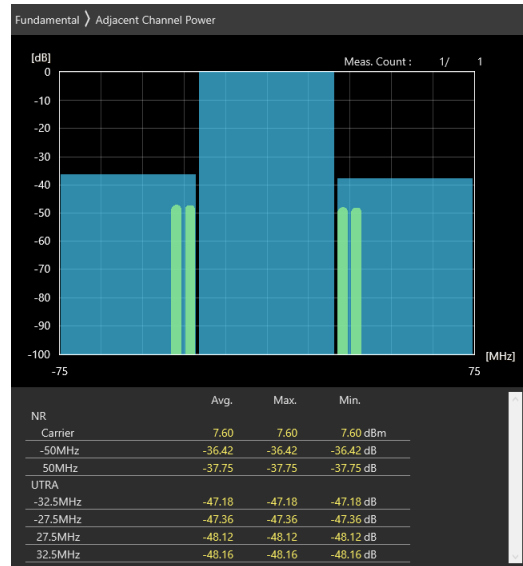 Fundamental 〉 Adjacent Channel Power
[dB]
Meas. Count : 1/ 1
0
-10
-20
-30
-40
-50
-60
-70
-80
-90
-100
[MHz]
-75 75
Avg. Max. Min.
NR
Carrier 7.60 7.60 7.60 dBm
-50MHz -36.42 -36.42 -36.42 dB
50MHz -37.75 -37.75 -37.75 dB
UTRA
-32.5MHz -47.18 -47.18 -47.18 dB
-27.5MHz -47.36 -47.36 -47.36 dB
27.5MHz -48.12 -48.12 -48.12 dB
32.5MHz -48.16 -48.16 -48.16 dB